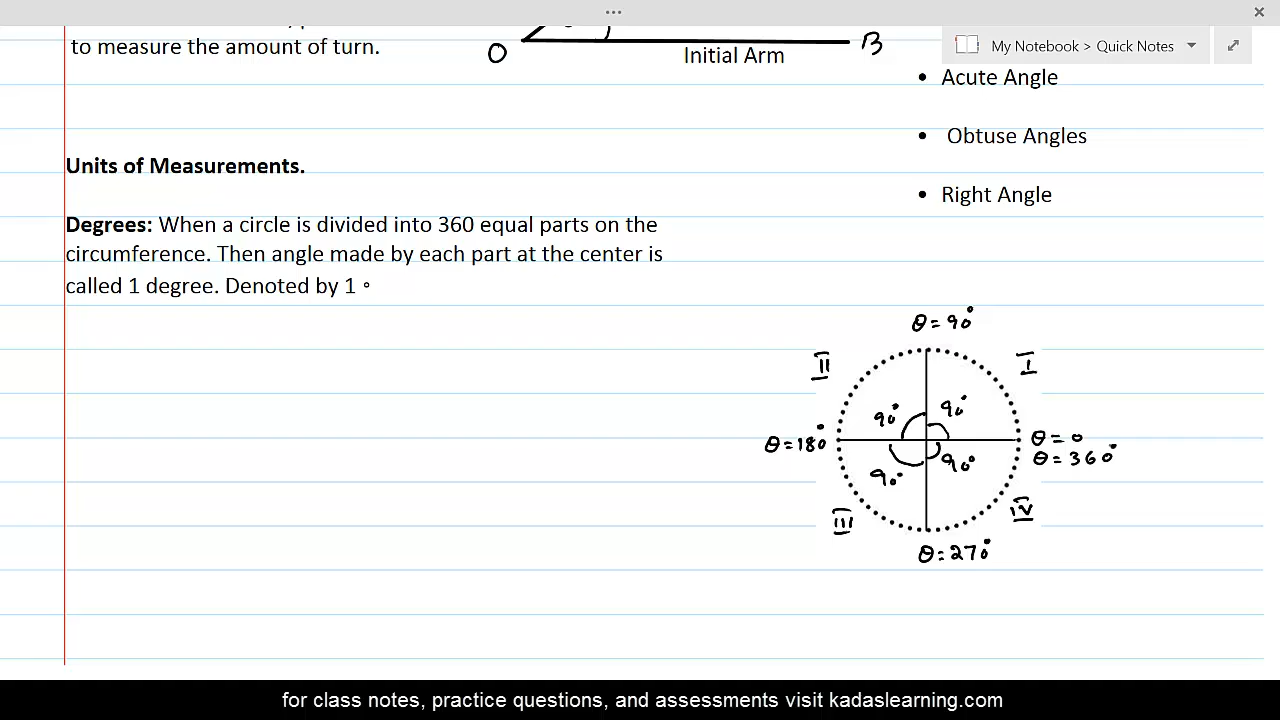 to measure the amount of turn.
O
B
Initial Arm
My Notebook > Quick Notes
• Acute Angle
• Obtuse Angles
• Right Angle
Units of Measurements.
Degrees: When a circle is divided into 360 equal parts on the
circumference. Then angle made by each part at the center is
called 1 degree. Denoted by 1 °
θ = 90°
II
I
90°
90°
θ = 180°
θ = 0
θ = 360°
90°
90°
III
IV
θ = 270°
for class notes, practice questions, and assessments visit kadaslearning.com